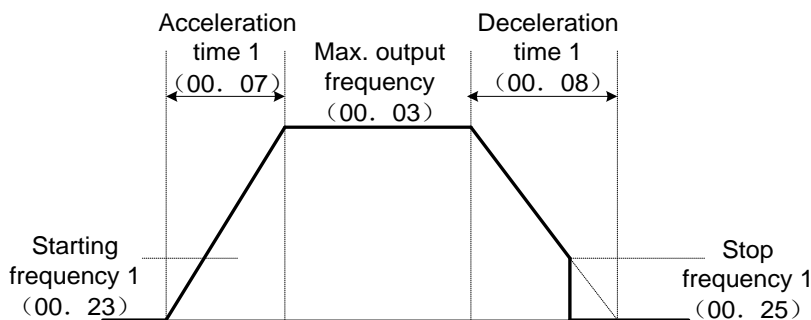 Acceleration
time 1
（00. 07）
Max. output
frequency
（00. 03）
Deceleration
time 1
（00. 08）
Starting
frequency 1
（00. 23）
Stop
frequency 1
（00. 25）